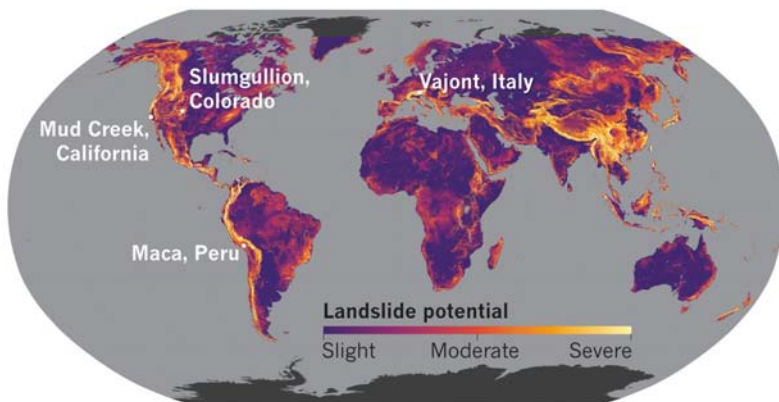 Slumgullion,
Colorado
Vajont, Italy
Mud Creek,
California
Maca, Peru
Landslide potential
Slight Moderate Severe